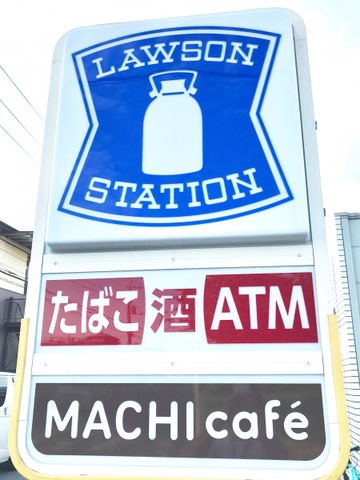 LAWSON
STATION
たばこ 酒 ATM
MACHI café